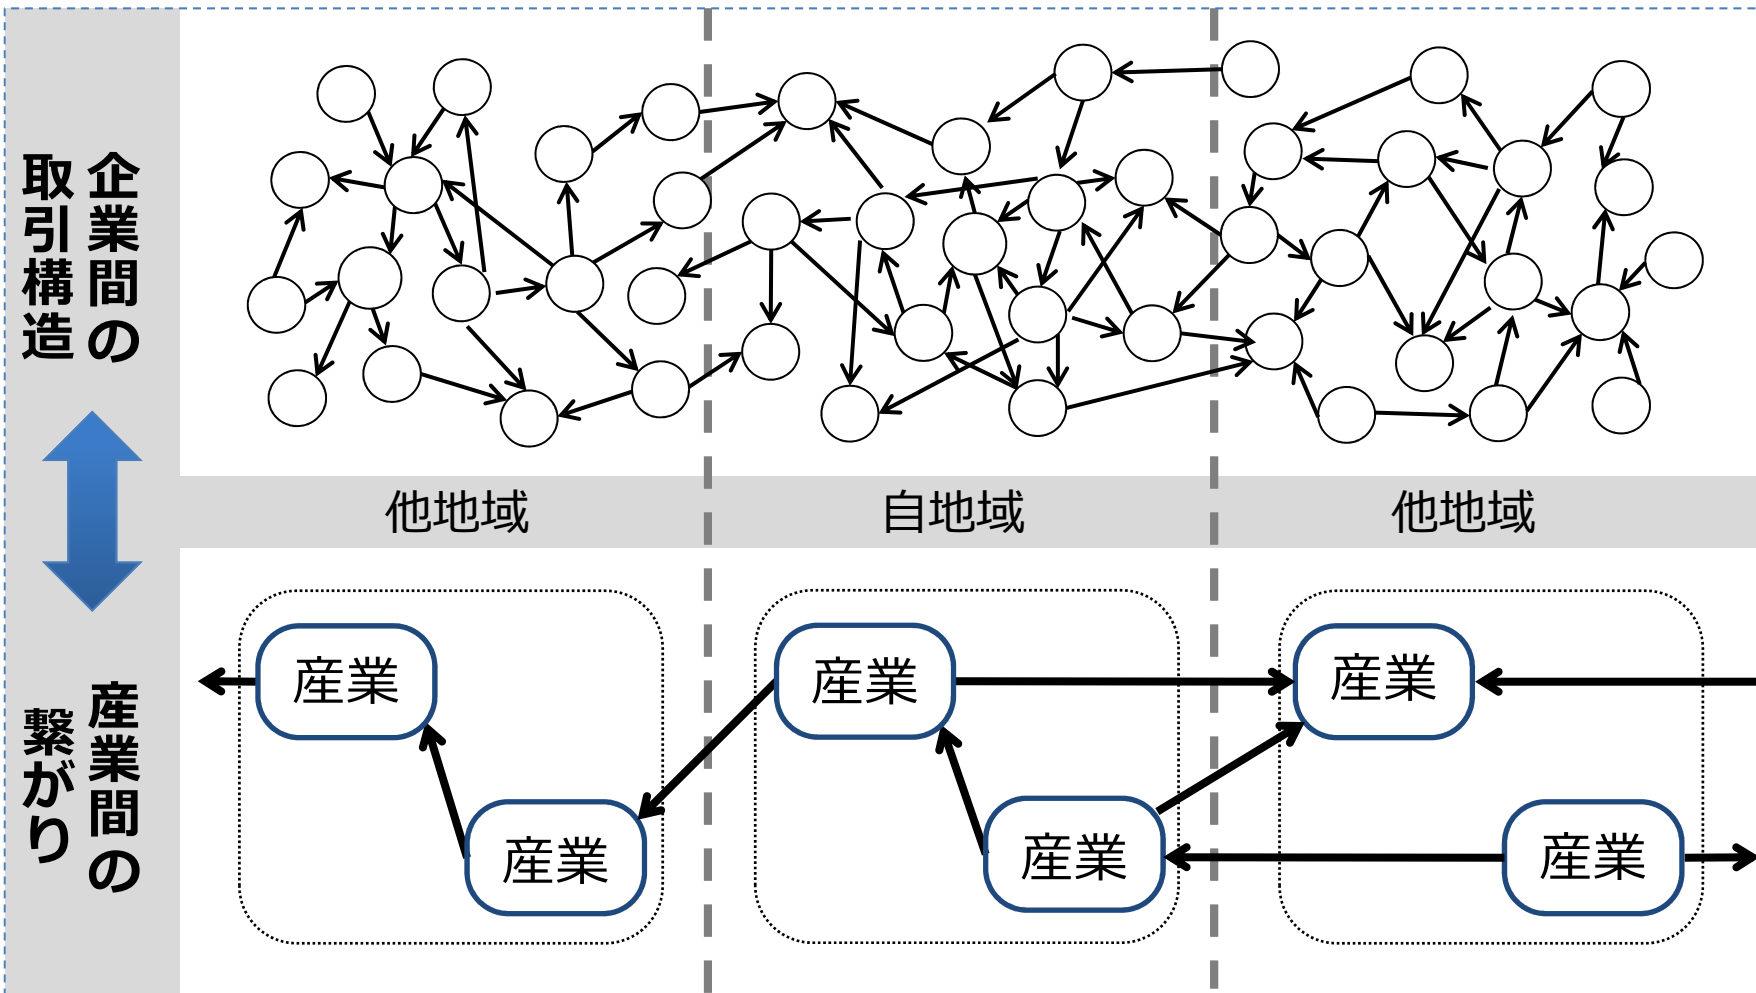 企業間の
取引構造
他地域
自地域
他地域
産業間の
繋がり
産業
産業
産業
産業
産業
産業